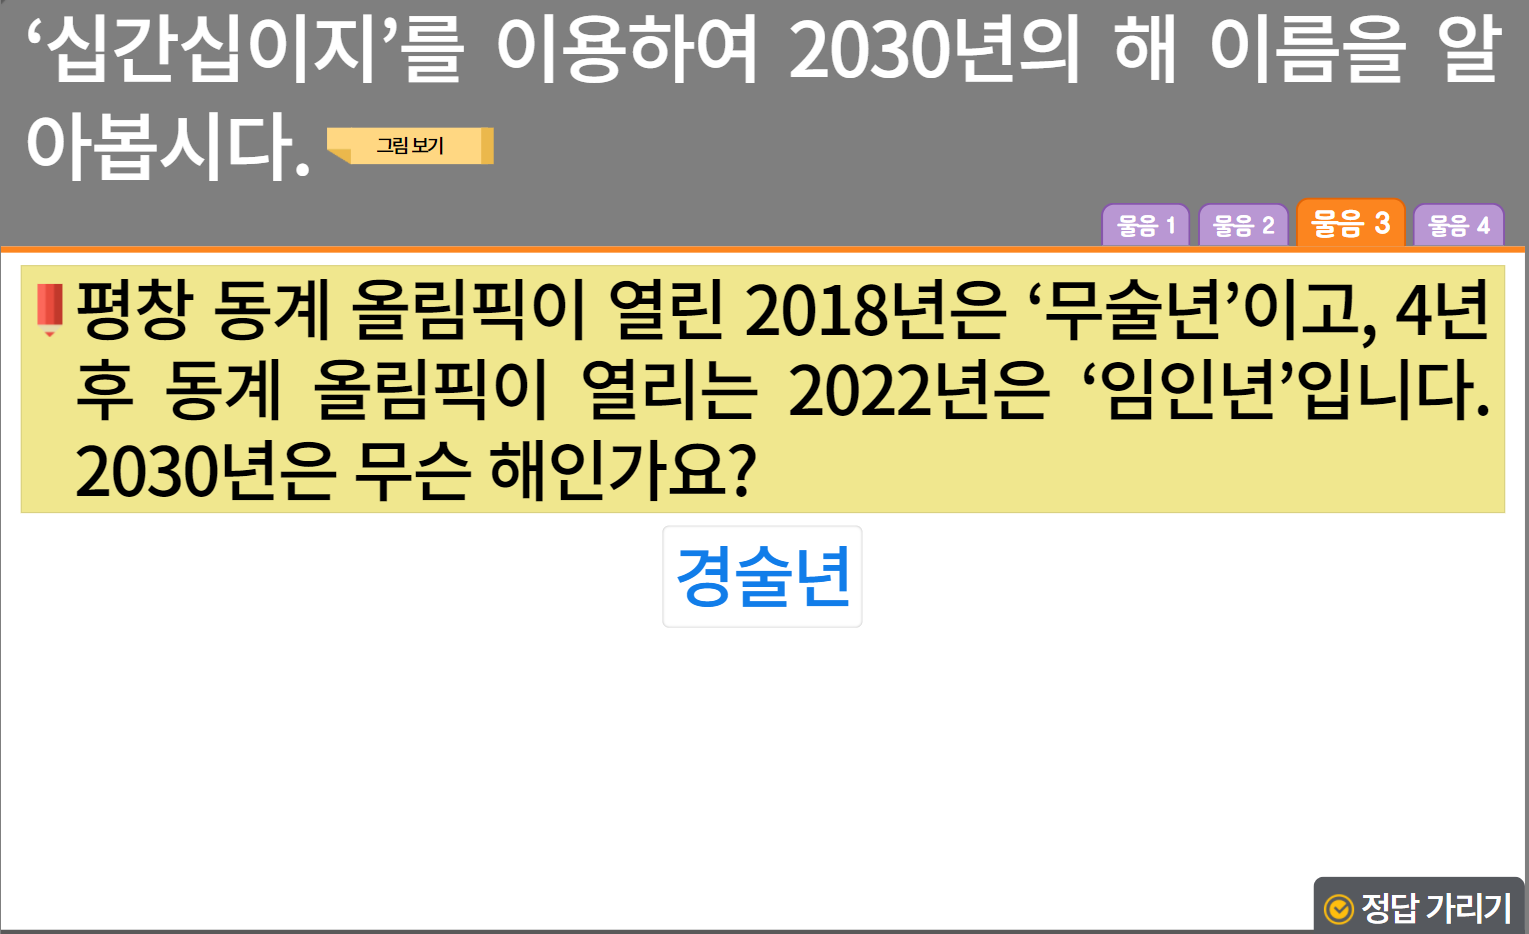 ‘십간십이지’를 이용하여 2030년의 해 이름을 알
아봅시다.
그림 보기
물음 1
물음 2
물음 3
물음 4
평창 동계 올림픽이 열린 2018년은 ‘무술년’이고, 4년
후 동계 올림픽이 열리는 2022년은 ‘임인년’입니다.
2030년은 무슨 해인가요?
경술년
정답 가리기